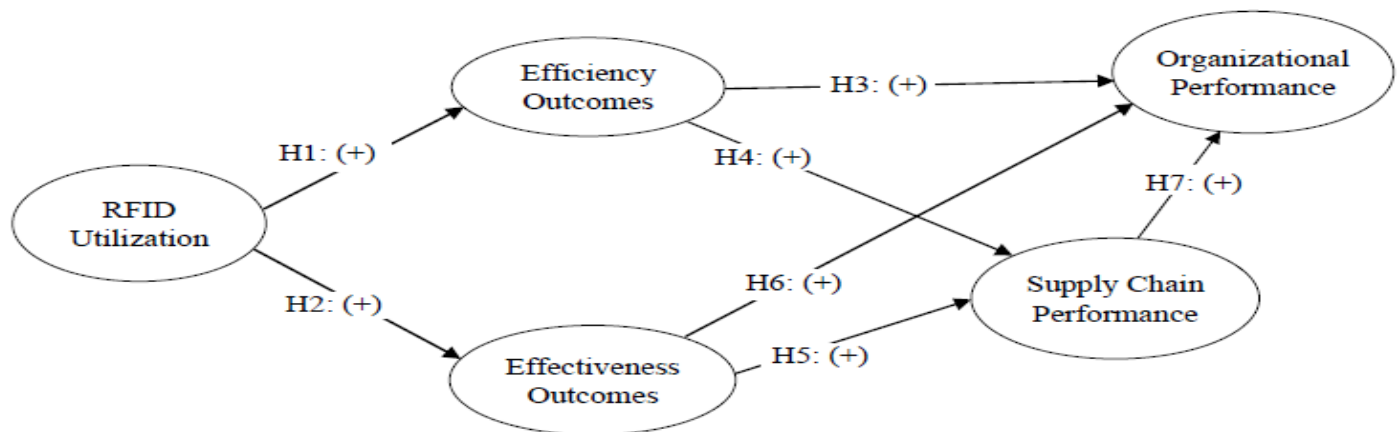 Organizational
Performance
Efficiency
Outcomes
H3: (+)
H1: (+)
H4: (+)
H7: (+)
RFID
Utilization
H2: (+)
H6: (+)
Supply Chain
Performance
H5: (+)
Effectiveness
Outcomes